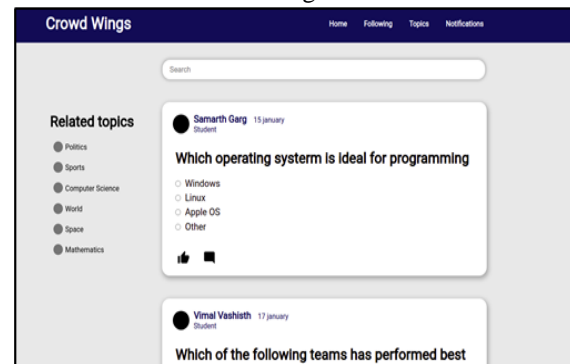 Crowd Wings
Home Following Topics Notifications
Search
Related topics
Politics
Sports
Computer Science
World
Space
Mathematics
Samarth Garg 15 january
Student
Which operating systerm is ideal for programming
Windows
Linux
Apple OS
Other
Vimal Vashisth 17 january
Student
Which of the following teams has performed best